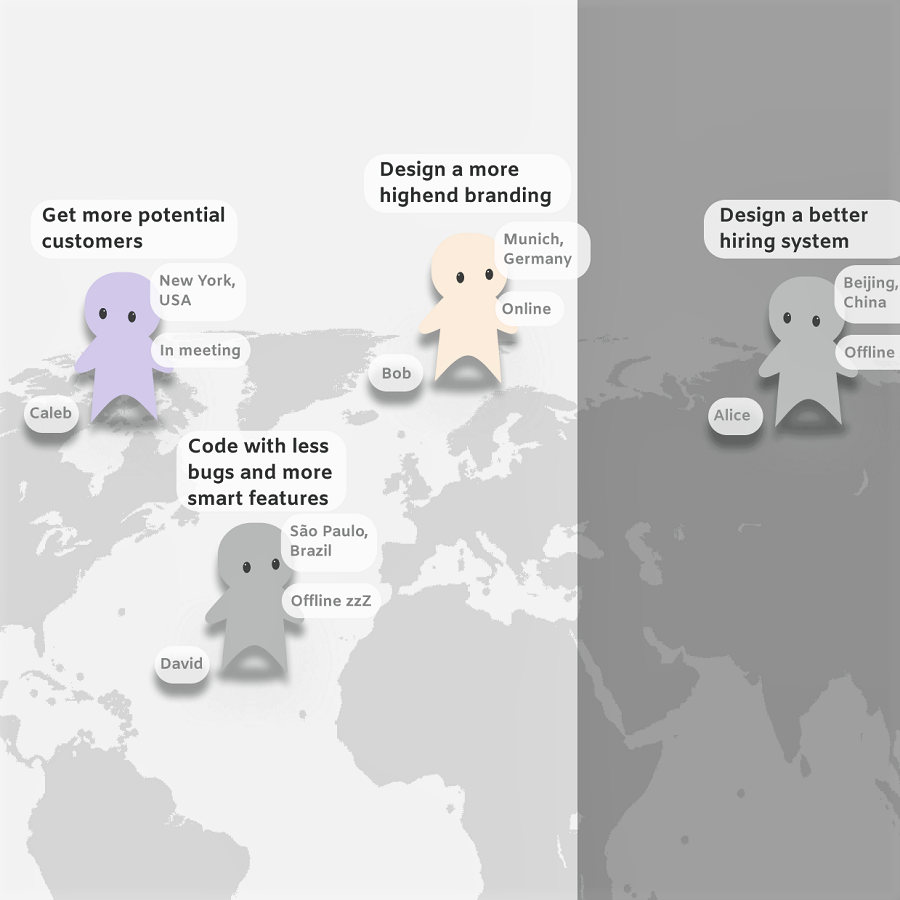 Get more potential
customers
New York,
USA
In meeting
Caleb
Design a more
highend branding
Munich,
Germany
Online
Bob
Design a better
hiring system
Beijing,
China
Offline
Alice
Code with less
bugs and more
smart features
São Paulo,
Brazil
Offline zzZ
David